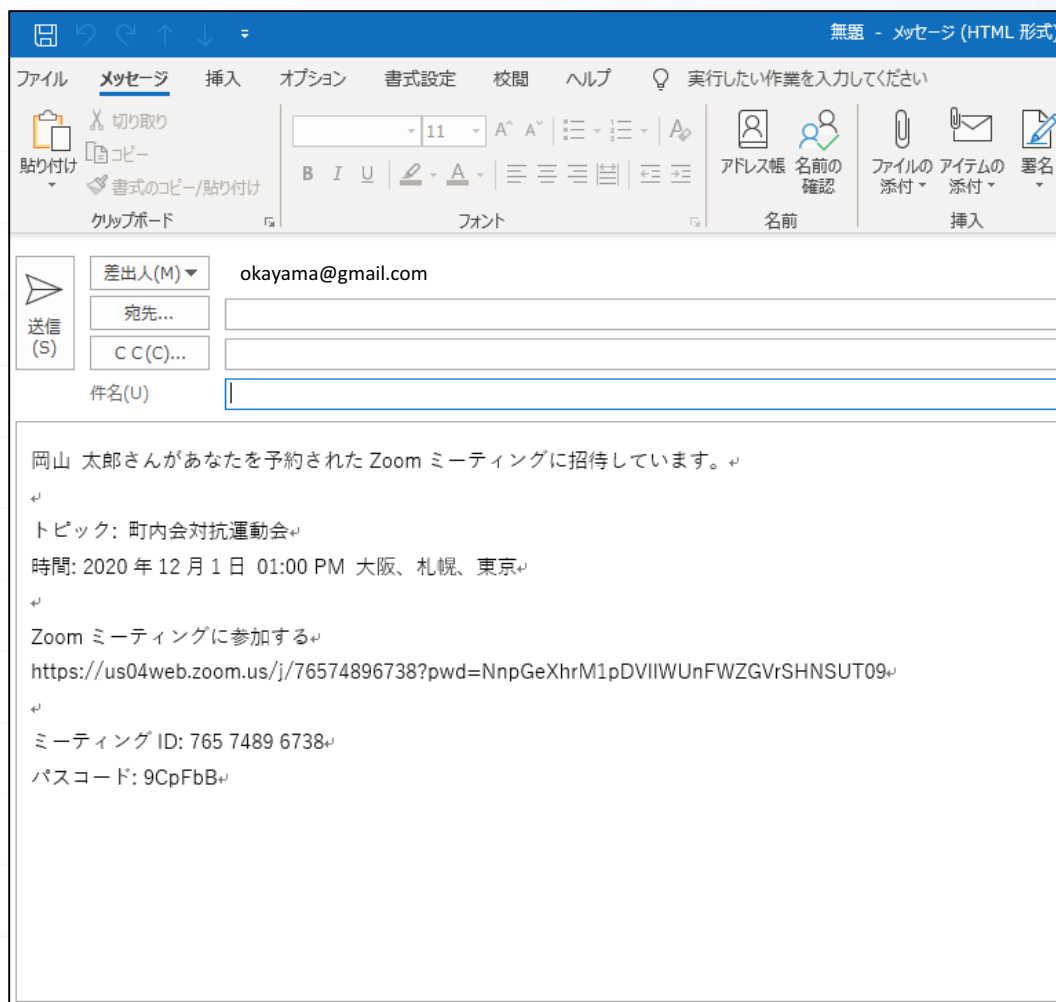 無題 - メッセージ (HTML 形式)
ファイル メッセージ 挿入 オプション 書式設定 校閲 ヘルプ 実行したい作業を入力してください
貼り付け
切り取り
コピー
書式のコピー/貼り付け
クリップボード
11
A^ A˅
B I U A
フォント
アドレス帳 名前の確認
名前
ファイルの添付 アイテムの添付 署名
挿入
送信
(S)
差出人(M) okayama@gmail.com
宛先...
C C(C)...
件名(U)
岡山 太郎さんがあなたを予約された Zoom ミーティングに招待しています。
トピック: 町内会対抗運動会
時間: 2020 年 12 月 1 日 01:00 PM 大阪、札幌、東京
Zoom ミーティングに参加する
https://us04web.zoom.us/j/76574896738?pwd=NnpGeXhrM1pDVIlWUnFWZGVrSHNSUT09
ミーティング ID: 765 7489 6738
パスコード: 9CpFbB